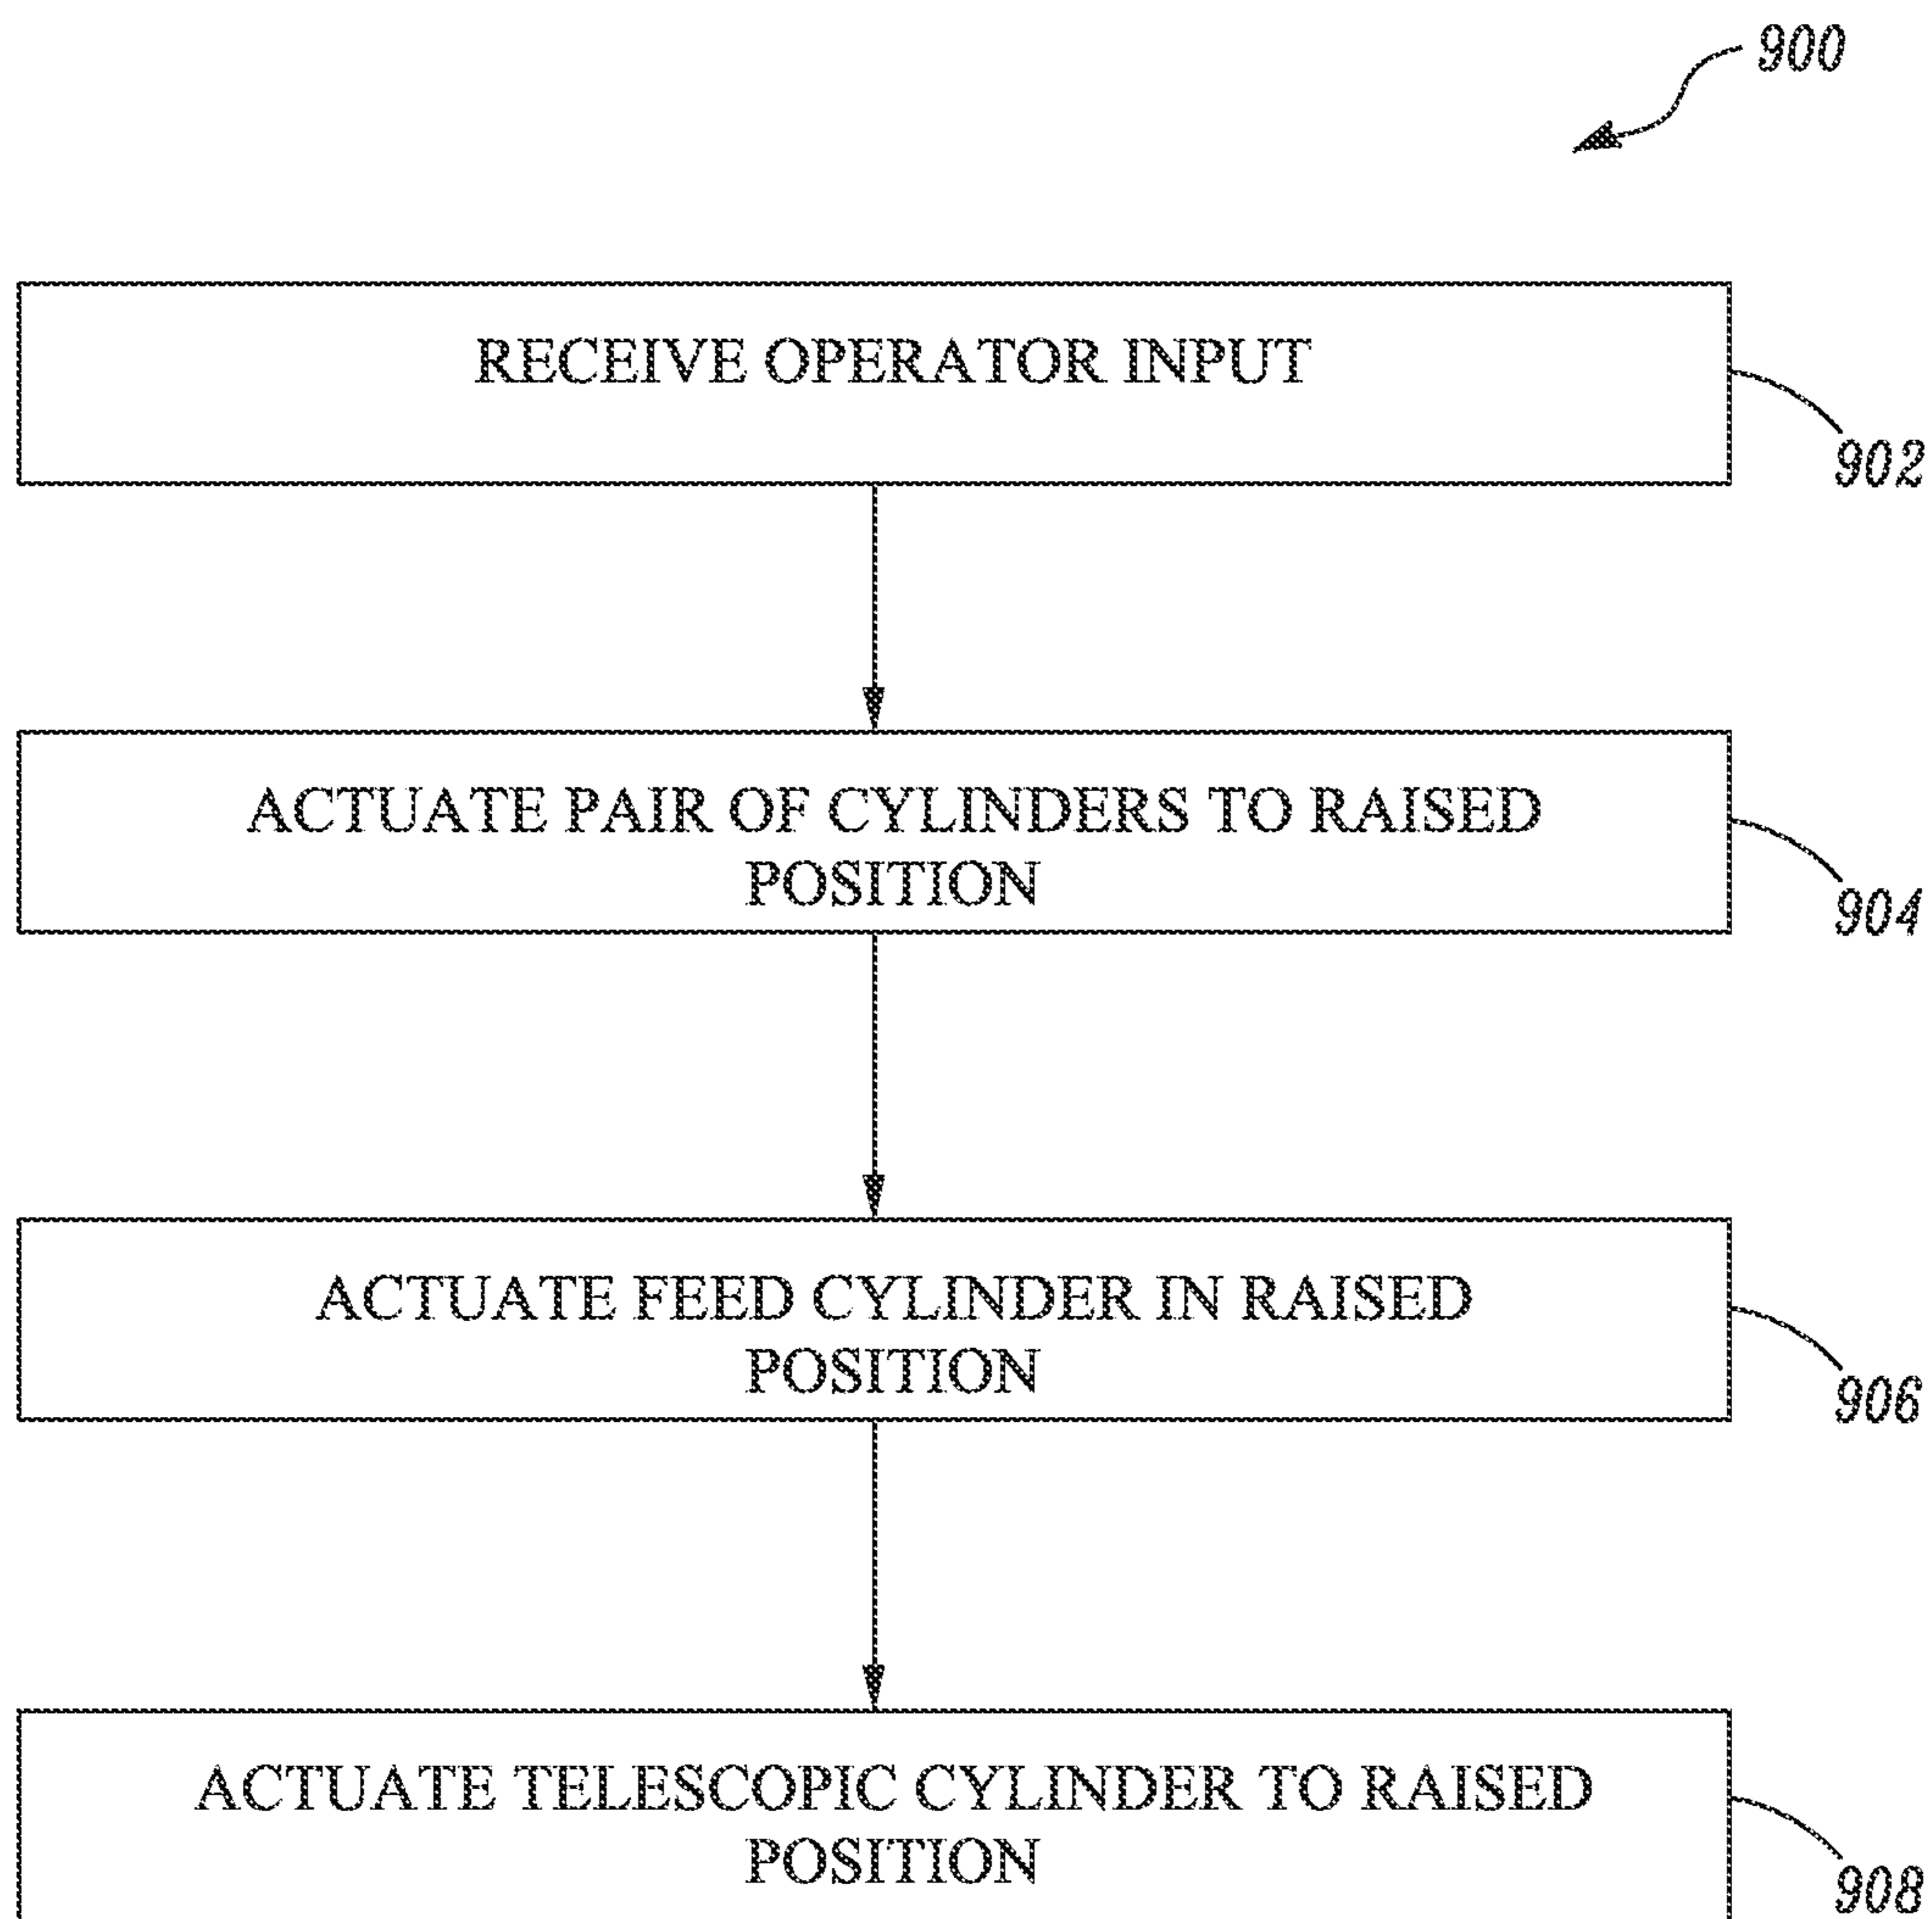 900
RECEIVE OPERATOR INPUT
902
ACTUATE PAIR OF CYLINDERS TO RAISED
POSITION
904
ACTUATE FEED CYLINDER IN RAISED
POSITION
906
ACTUATE TELESCOPIC CYLINDER TO RAISED
POSITION
908